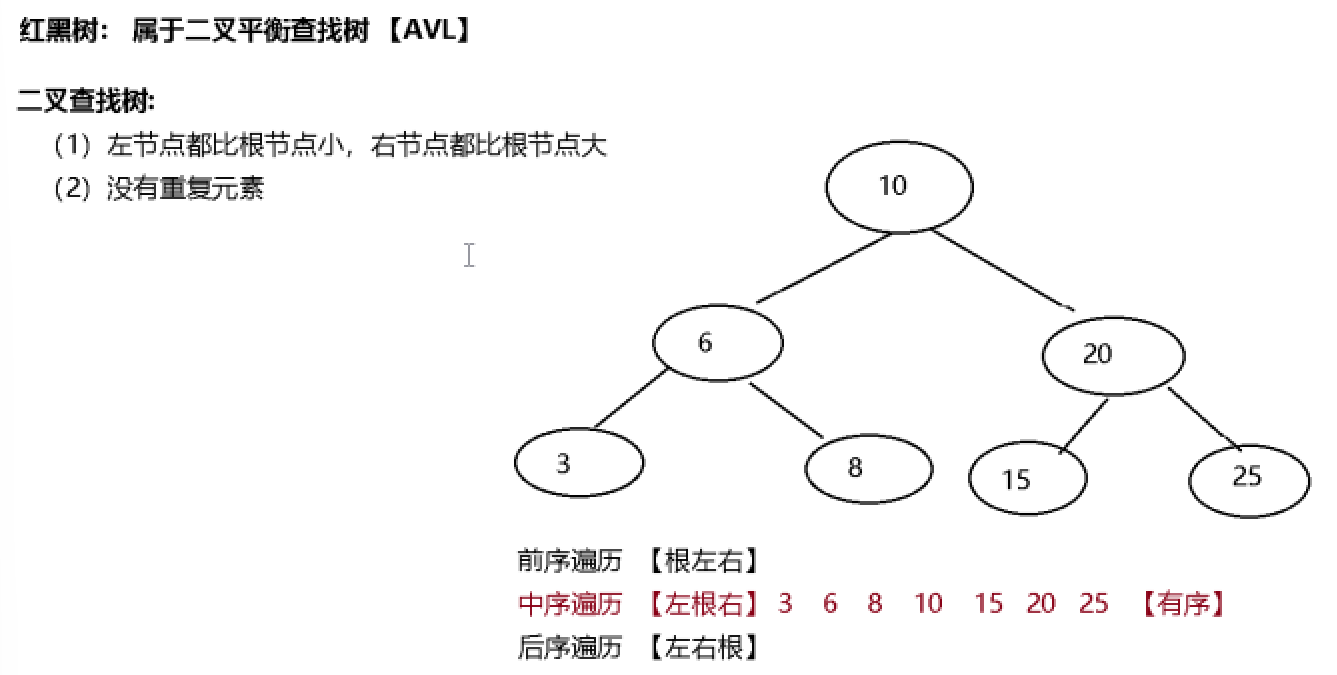 红黑树： 属于二叉平衡查找树 【AVL】
二叉查找树:
（1）左节点都比根节点小，右节点都比根节点大
（2）没有重复元素
10
6
20
3
8
15
25
前序遍历 【根左右】
中序遍历 【左根右】 3 6 8 10 15 20 25 【有序】
后序遍历 【左右根】